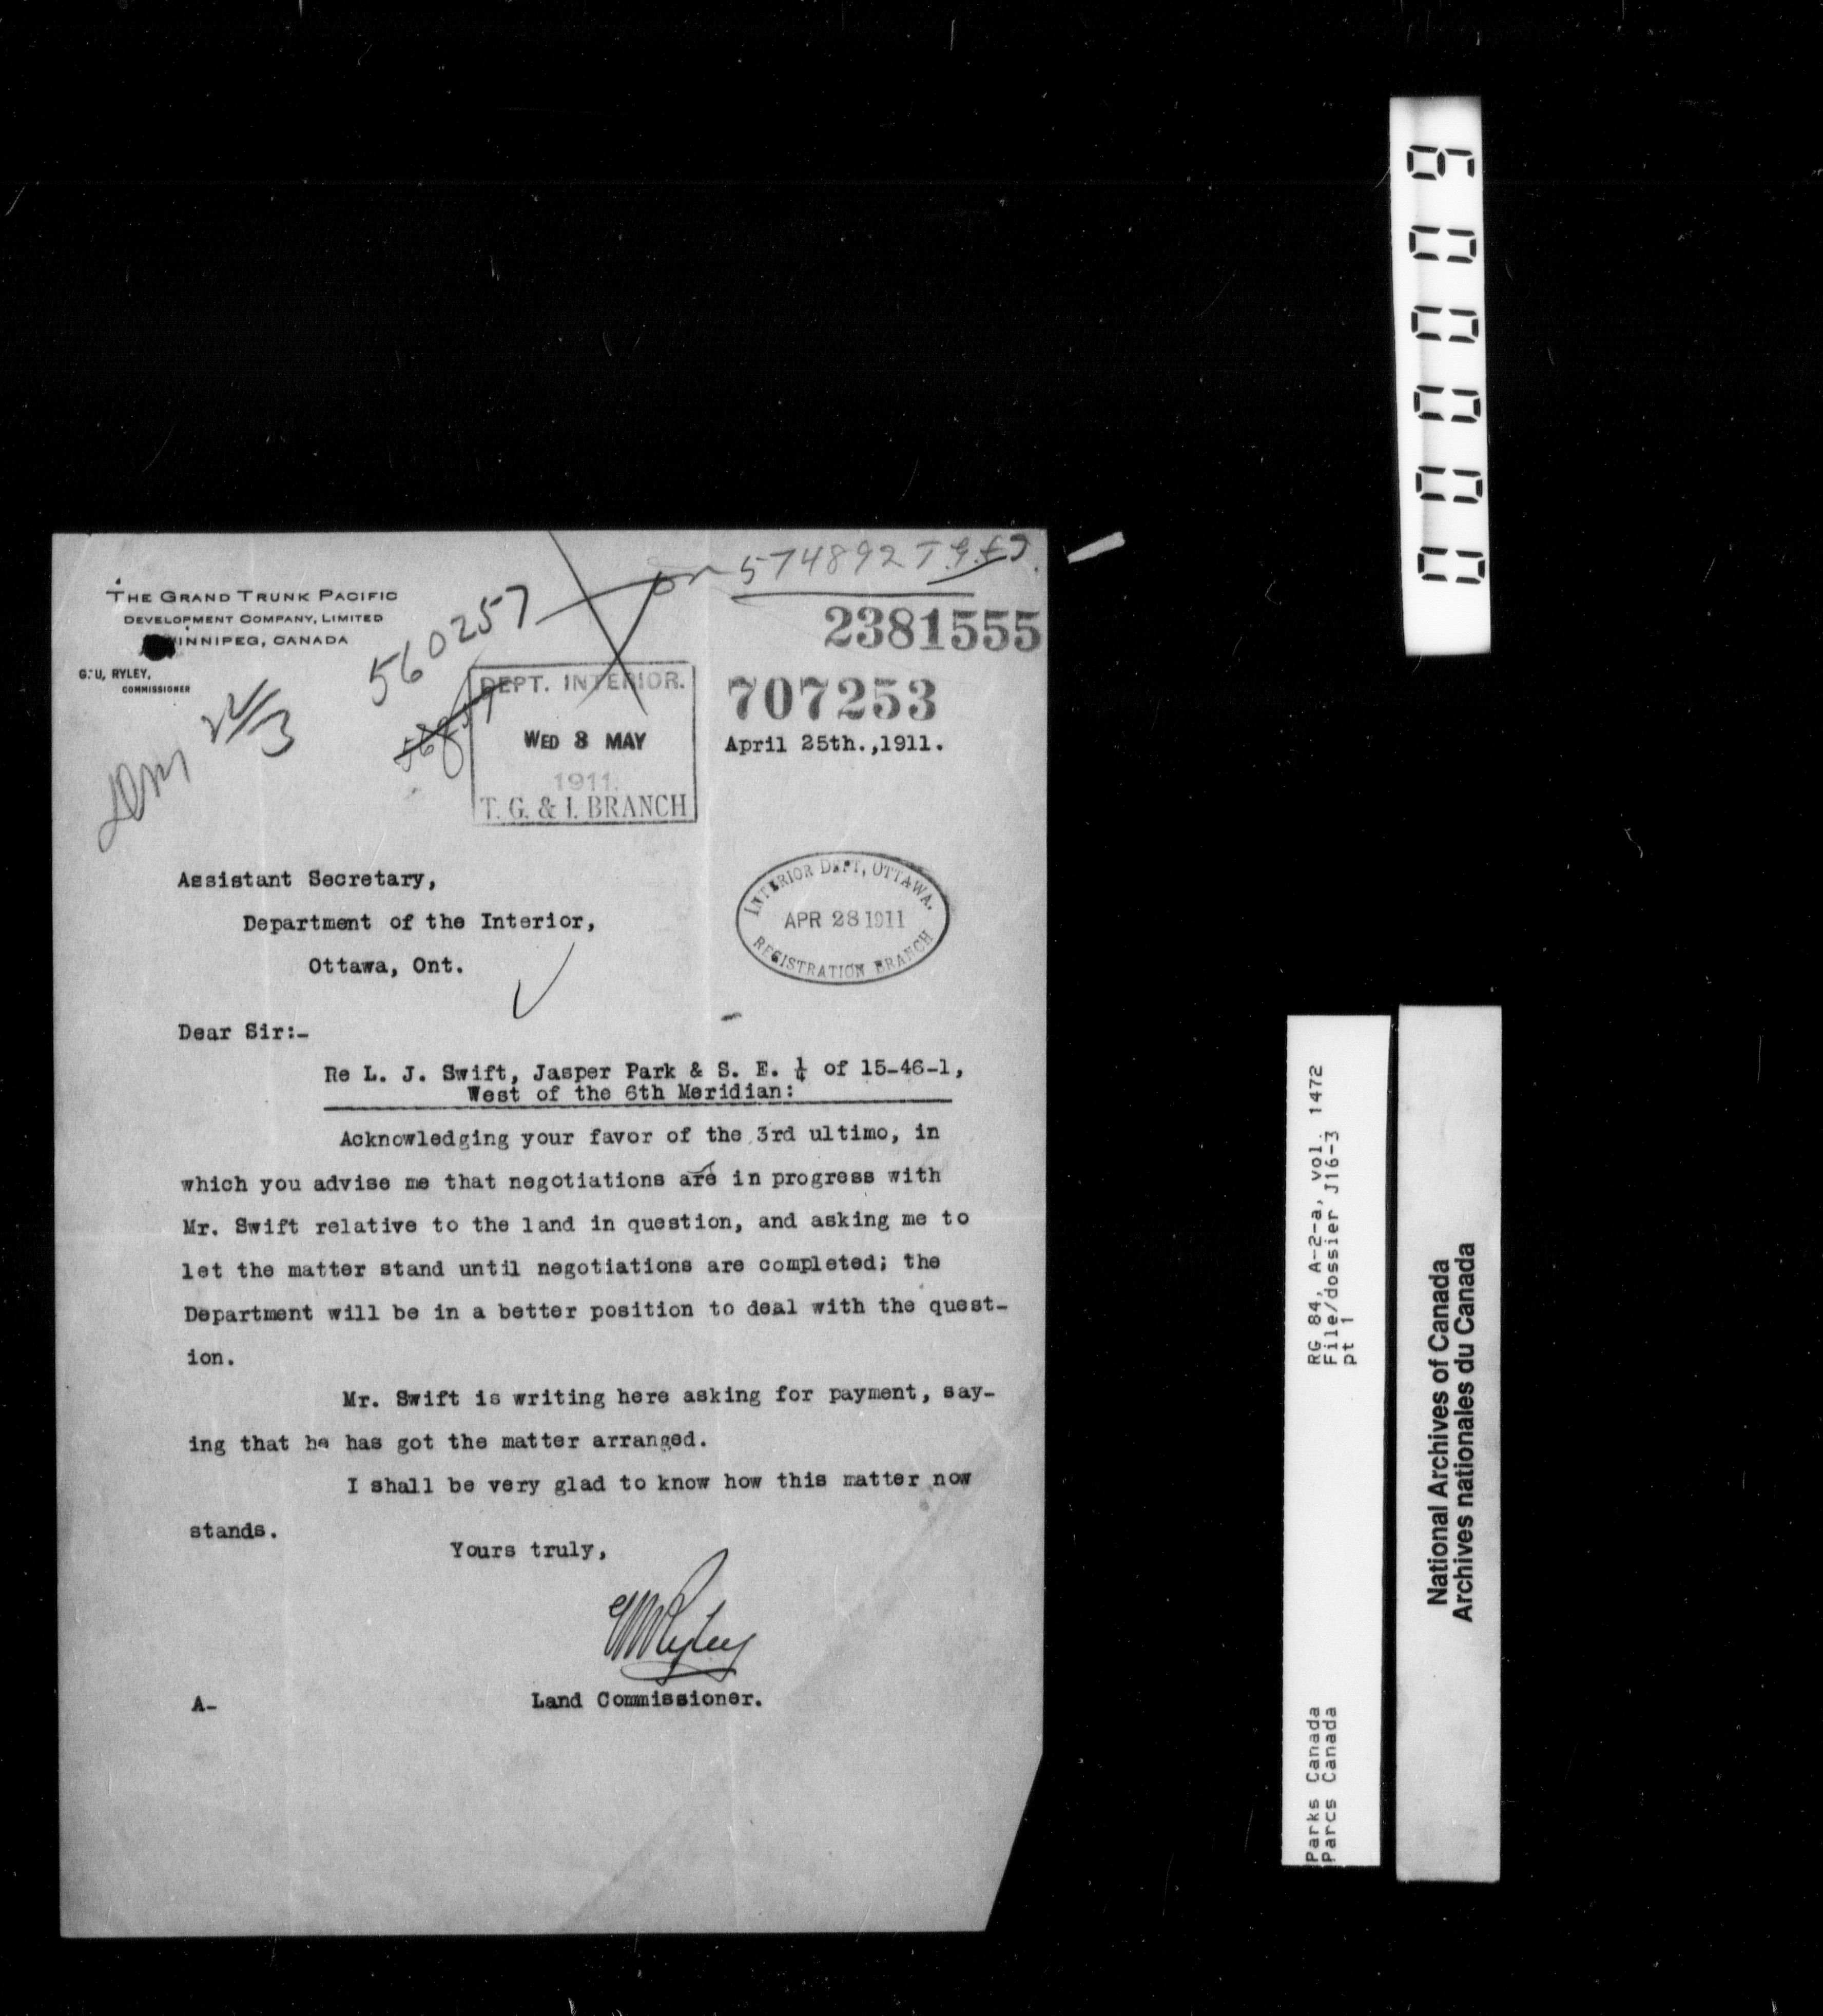 574892 T.G.&I.
THE GRAND TRUNK PACIFIC
DEVELOPMENT COMPANY, LIMITED
WINNIPEG, CANADA
G. U. RYLEY,
COMMISSIONER
560257
2381555
DEPT. INTERIOR.
WED 3 MAY
1911.
T. G. & I. BRANCH
707253
April 25th.,1911.
Assistant Secretary,
Department of the Interior,
Ottawa, Ont.
INTERIOR DEPT, OTTAWA.
APR 28 1911
REGISTRATION BRANCH
Dear Sir:-
Re L. J. Swift, Jasper Park & S. E. ¼ of 15-46-1,
West of the 6th Meridian:
Acknowledging your favor of the 3rd ultimo, in
which you advise me that negotiations are in progress with
Mr. Swift relative to the land in question, and asking me to
let the matter stand until negotiations are completed; the
Department will be in a better position to deal with the quest-
ion.
Mr. Swift is writing here asking for payment, say-
ing that he has got the matter arranged.
I shall be very glad to know how this matter now
stands.
Yours truly,
GURyley
Land Commissioner.
A-
RG 84, A-2-a, vol. 1472
File/dossier J16-3
pt 1
Parks Canada
Parcs Canada
National Archives of Canada
Archives nationales du Canada